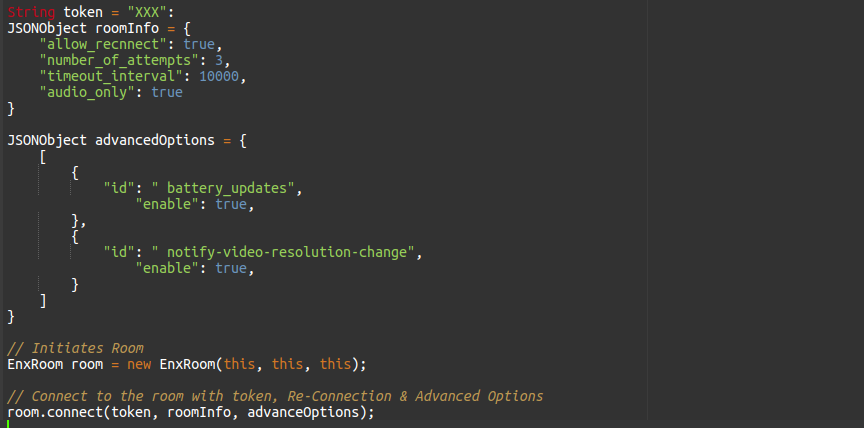 String token = "XXX":
JSONObject roomInfo = {
    "allow_recnnect": true,
    "number_of_attempts": 3,
    "timeout_interval": 10000,
    "audio_only": true
}

JSONObject advancedOptions = {
    [
        {
            "id": " battery_updates",
                "enable": true,
        },
        {
            "id": " notify-video-resolution-change",
                "enable": true,
        }
    ]
}

// Initiates Room
EnxRoom room = new EnxRoom(this, this, this);

// Connect to the room with token, Re-Connection & Advanced Options
room.connect(token, roomInfo, advanceOptions);